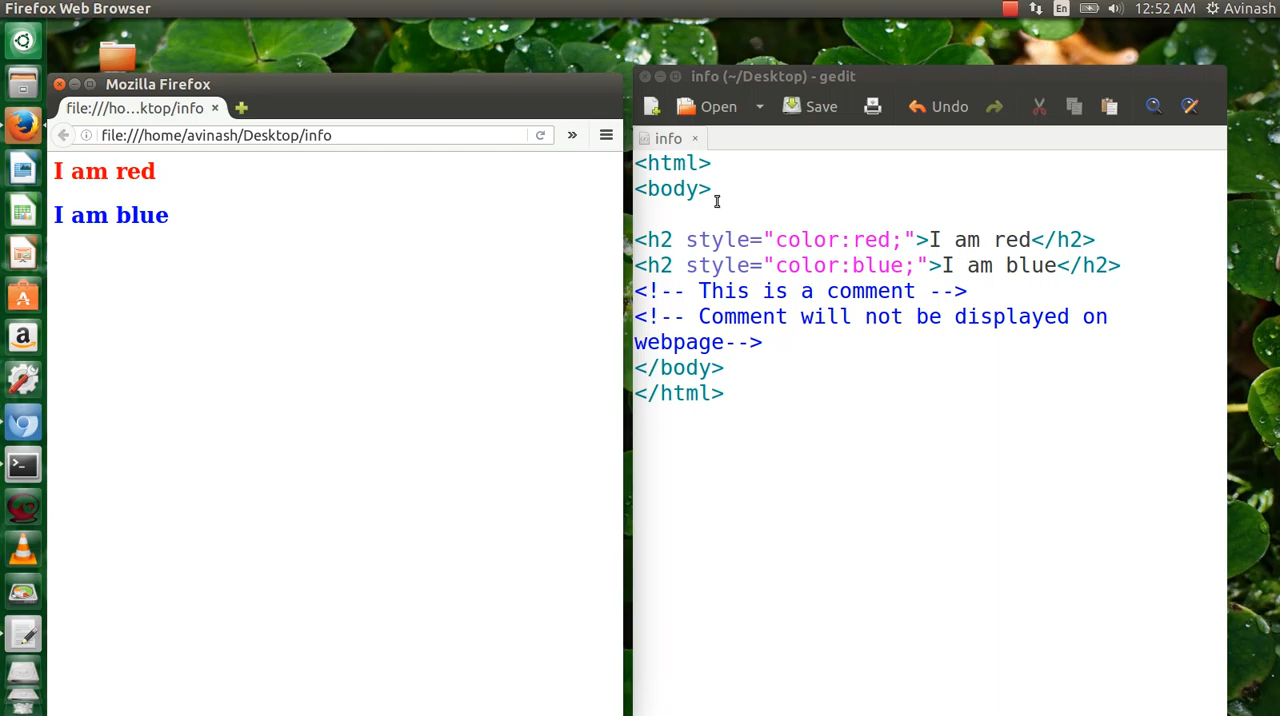 Firefox Web Browser
En
12:52 AM
Avinash
Mozilla Firefox
file:///ho...ktop/info ×
file:///home/avinash/Desktop/info
I am red
I am blue
info (~/Desktop) - gedit
Open
Save
Undo
info ×
<html>
<body>
<h2 style="color:red;">I am red</h2>
<h2 style="color:blue;">I am blue</h2>
<!-- This is a comment -->
<!-- Comment will not be displayed on
webpage-->
</body>
</html>